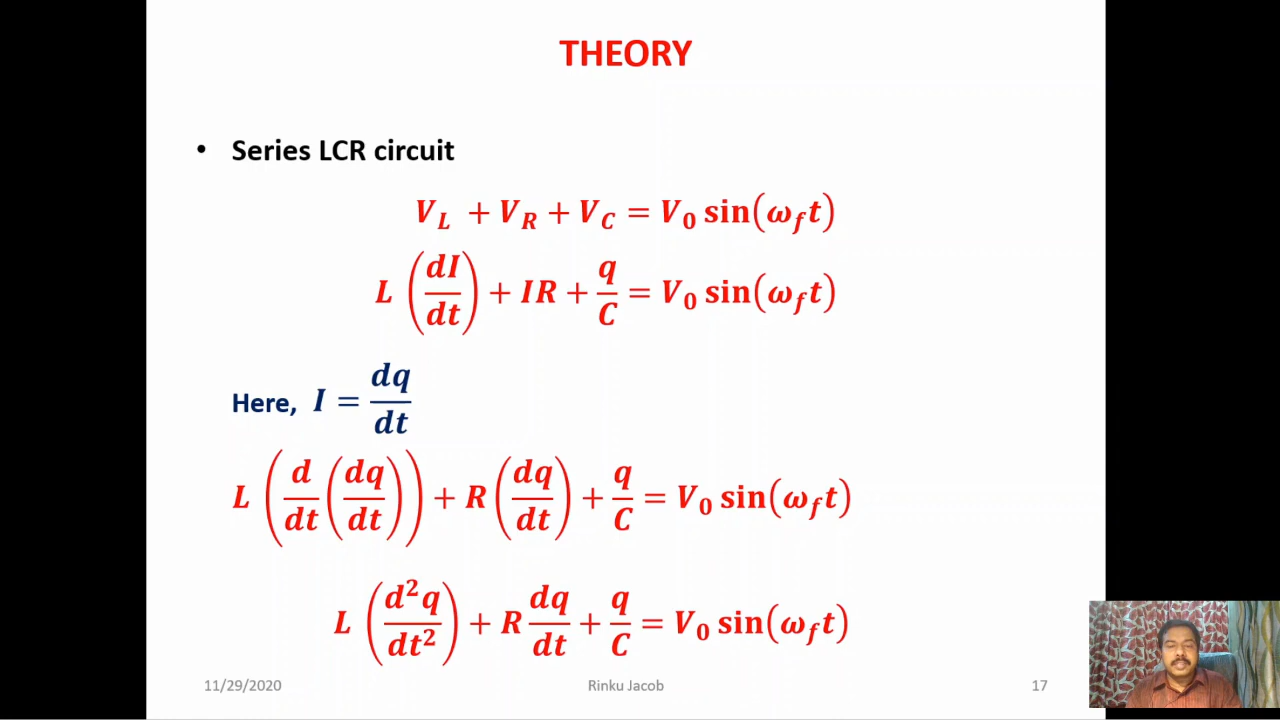 THEORY
• Series LCR circuit
V_L + V_R + V_C = V_0 sin(ω_f t)
L (dI/dt) + IR + q/C = V_0 sin(ω_f t)
Here, I = dq/dt
L (d/dt (dq/dt)) + R (dq/dt) + q/C = V_0 sin(ω_f t)
L (d²q/dt²) + R dq/dt + q/C = V_0 sin(ω_f t)
11/29/2020 Rinku Jacob 17